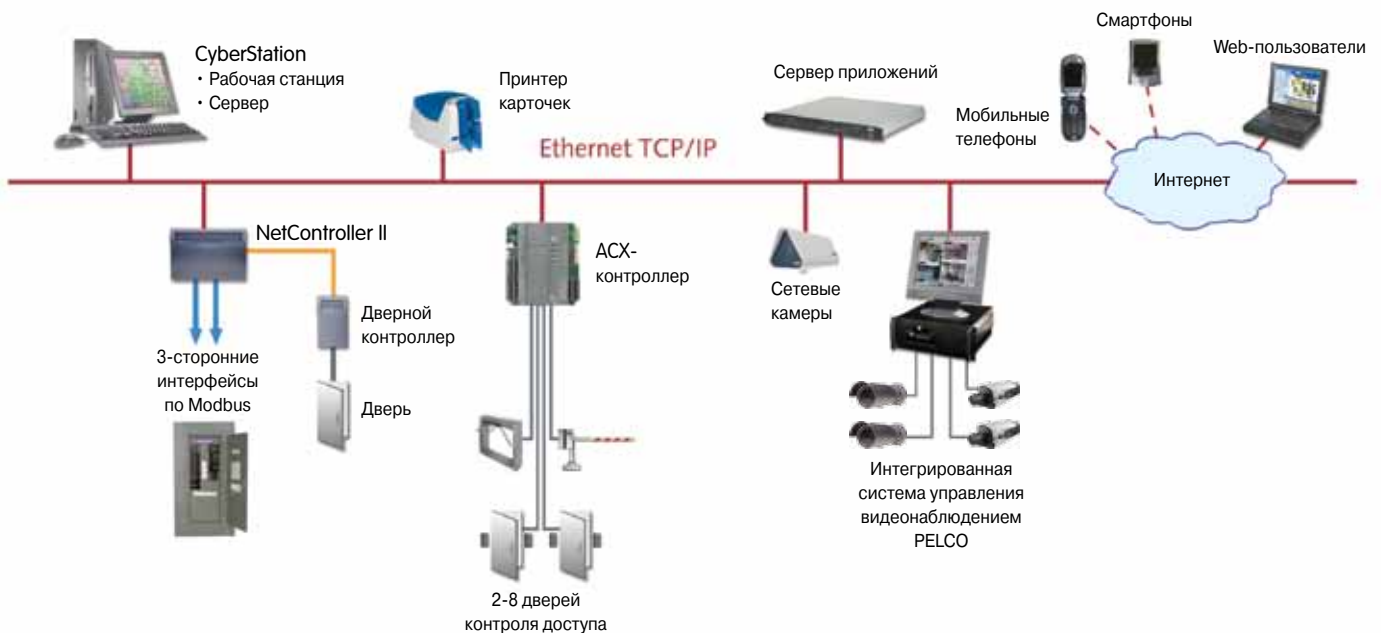 Смартфоны
CyberStation
• Рабочая станция
• Сервер
Принтер
карточек
Сервер приложений
Web-пользователи
Мобильные
телефоны
Ethernet TCP/IP
Интернет
NetController II
ACX-
контроллер
Сетевые
камеры
Дверной
контроллер
3-сторонние
интерфейсы
по Modbus
Дверь
Интегрированная
система управления
видеонаблюдением
PELCO
2-8 дверей
контроля доступа